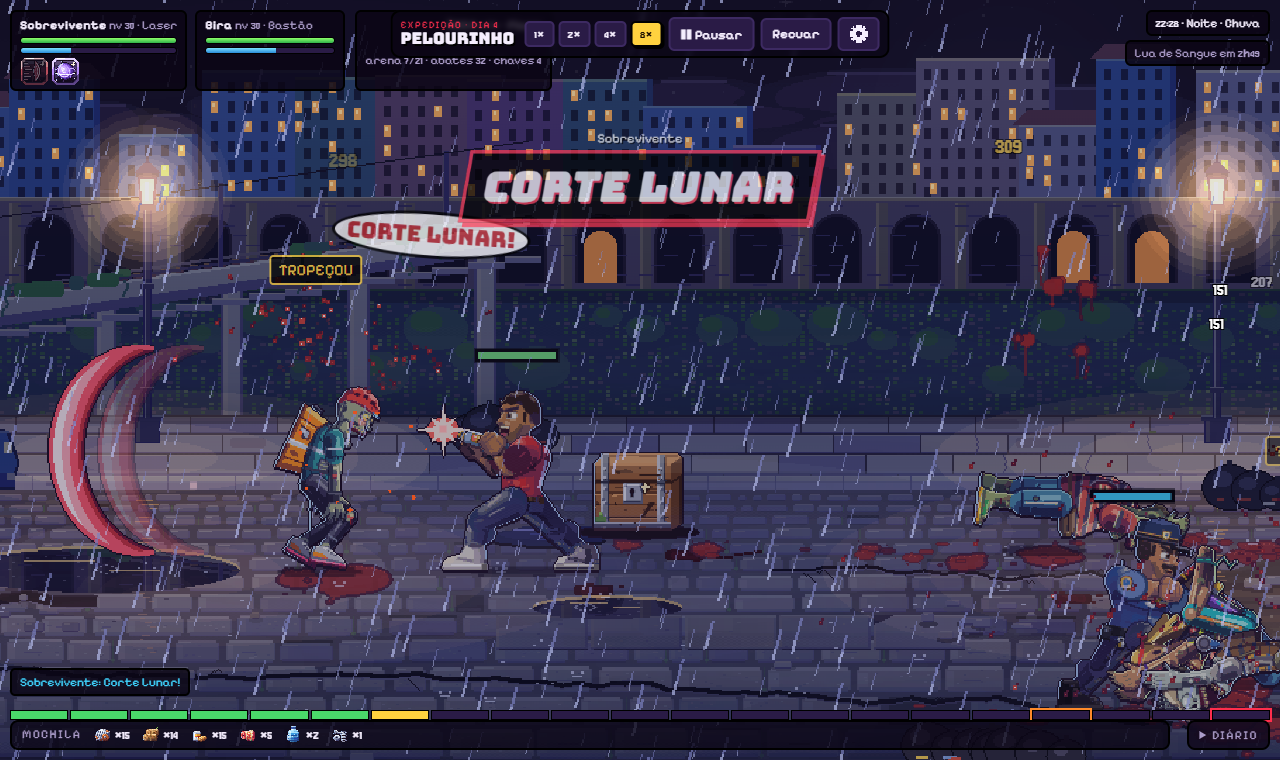 Sobrevivente nv 30 · Laser
Gira nv 30 · Bastão
EXPEDIÇÃO · DIA 4
PELOURINHO
1×
2×
4×
8×
Pausar
Recuar
22:28 · Noite · Chuva
Lua de Sangue em 2h49
arena 7/21 · abates 32 · chaves 4
Sobrevivente
298
309
CORTE LUNAR
CORTE LUNAR!
TROPEÇOU
207
151
151
Sobrevivente: Corte Lunar!
MOCHILA ×15 ×14 ×15 ×5 ×2 ×1
DIÁRIO